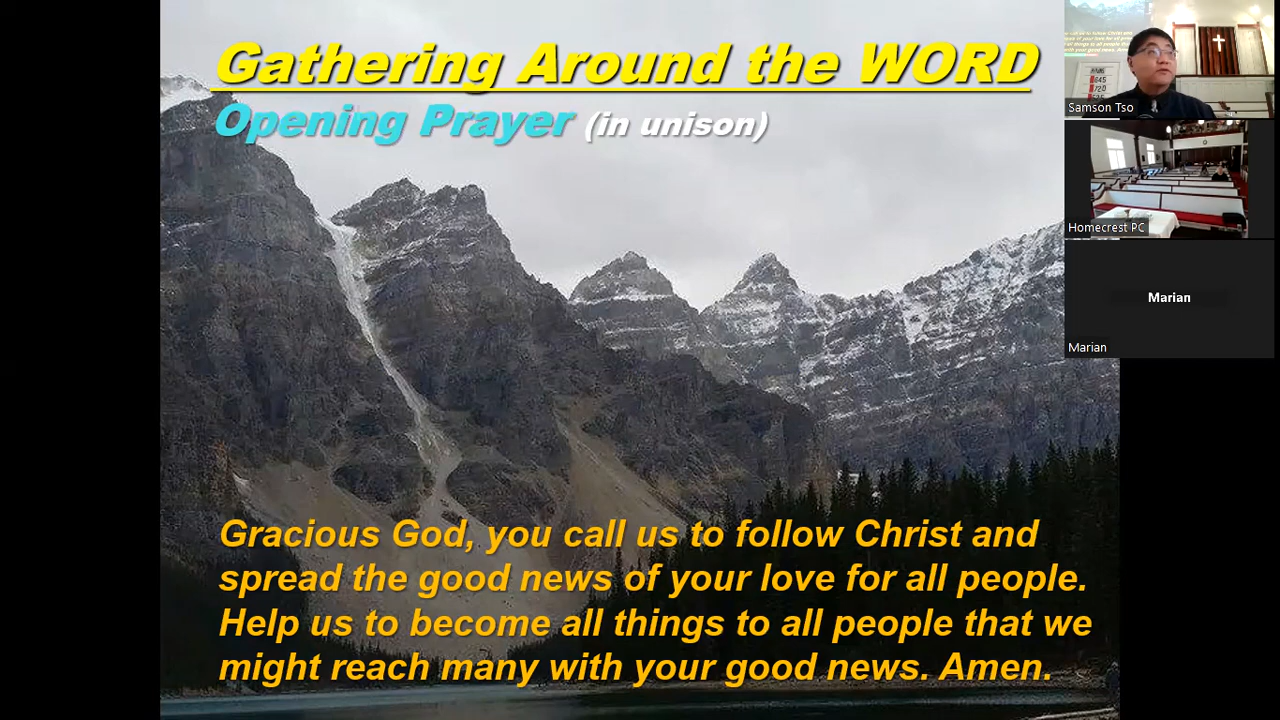 Gathering Around the WORD
Opening Prayer (in unison)
Gracious God, you call us to follow Christ and
spread the good news of your love for all people.
Help us to become all things to all people that we
might reach many with your good news. Amen.
Samson Tso
Homecrest PC
Marian
Marian